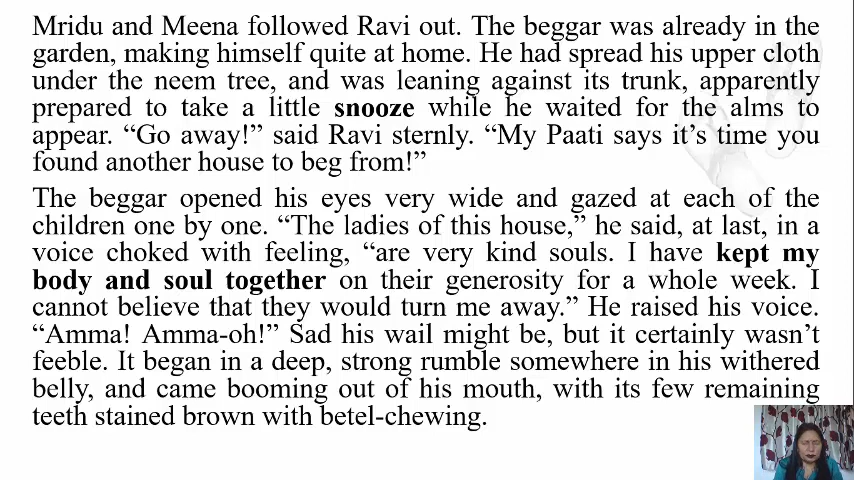 Mridu and Meena followed Ravi out. The beggar was already in the
garden, making himself quite at home. He had spread his upper cloth
under the neem tree, and was leaning against its trunk, apparently
prepared to take a little snooze while he waited for the alms to
appear. “Go away!” said Ravi sternly. “My Paati says it’s time you
found another house to beg from!”
The beggar opened his eyes very wide and gazed at each of the
children one by one. “The ladies of this house,” he said, at last, in a
voice choked with feeling, “are very kind souls. I have kept my
body and soul together on their generosity for a whole week. I
cannot believe that they would turn me away.” He raised his voice.
“Amma! Amma-oh!” Sad his wail might be, but it certainly wasn’t
feeble. It began in a deep, strong rumble somewhere in his withered
belly, and came booming out of his mouth, with its few remaining
teeth stained brown with betel-chewing.